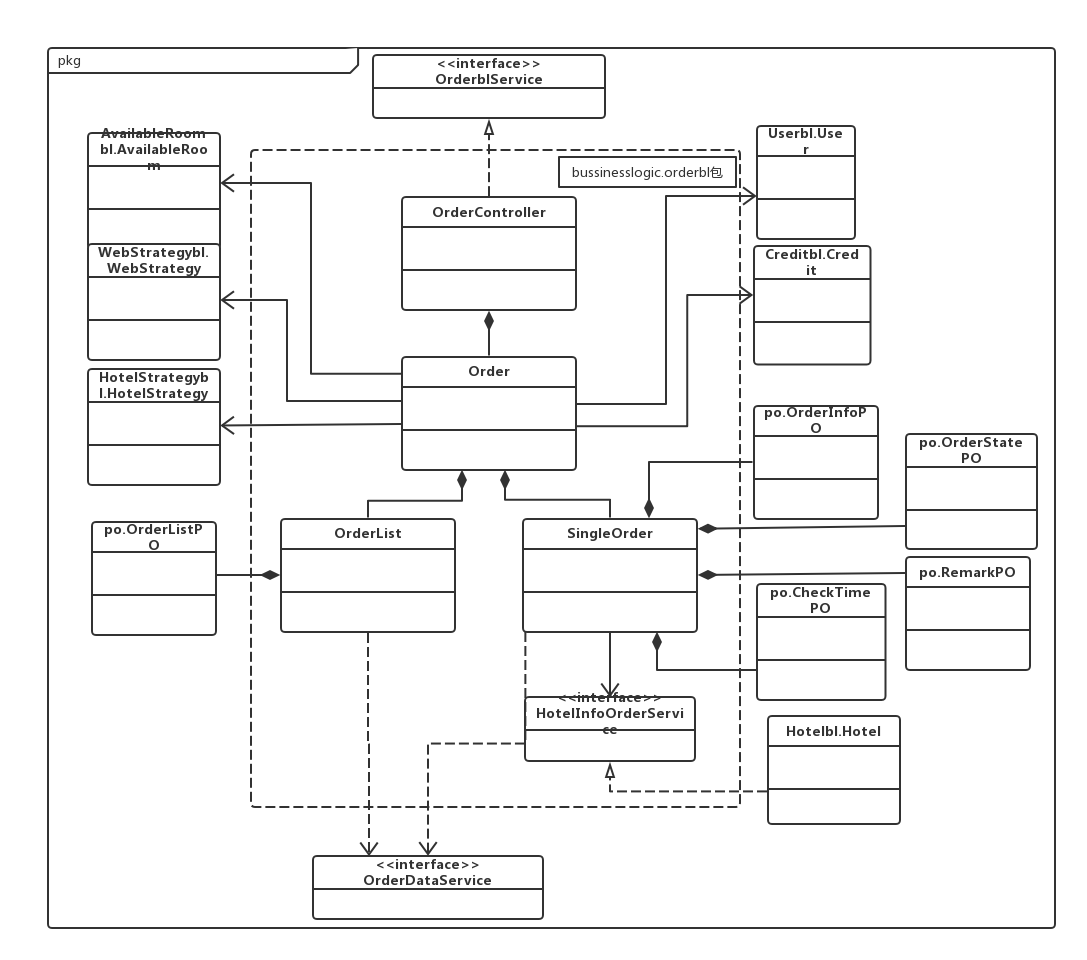 pkg
<<interface>>
OrderblService
AvailableRoom
bl.AvailableRoo
m
Userbl.Use
r
bussinesslogic.orderbl包
OrderController
WebStrategybl.
WebStrategy
Creditbl.Cred
it
Order
HotelStrategyb
l.HotelStrategy
po.OrderInfoP
O
po.OrderState
PO
po.OrderListP
O
OrderList
SingleOrder
po.RemarkPO
po.CheckTime
PO
<<interface>>
HotelInfoOrderServi
ce
Hotelbl.Hotel
<<interface>>
OrderDataService